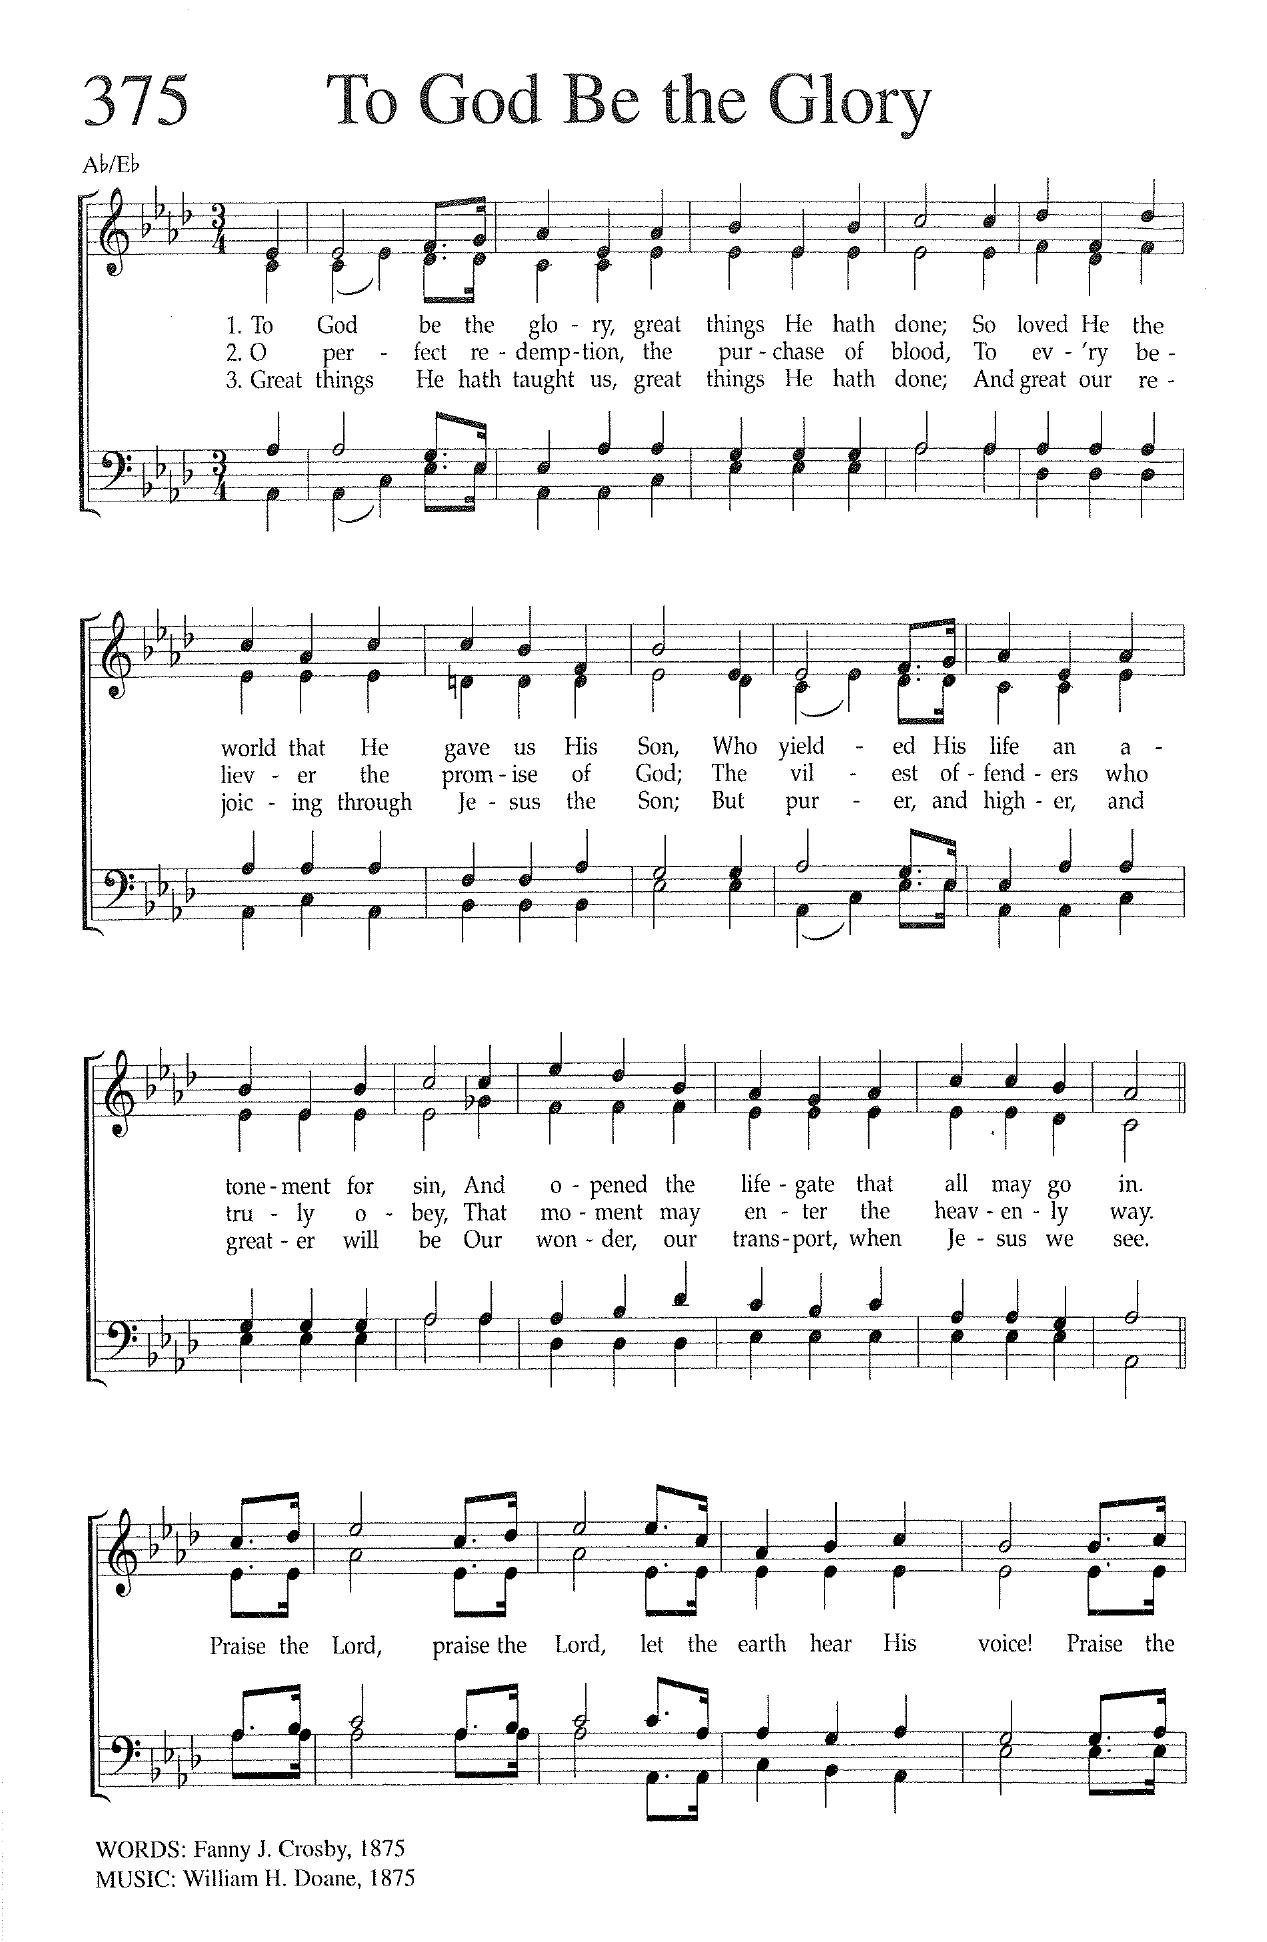 375 To God Be the Glory
A♭/E♭
1. To God be the glo - ry, great things He hath done; So loved He the
2. O per - fect re - demp - tion, the pur - chase of blood, To ev - 'ry be -
3. Great things He hath taught us, great things He hath done; And great our re -
world that He gave us His Son, Who yield - ed His life an a -
liev - er the prom - ise of God; The vil - est of - fend - ers who
joic - ing through Je - sus the Son; But pur - er, and high - er, and
tone - ment for sin, And o - pened the life - gate that all may go in.
tru - ly o - bey, That mo - ment may en - ter the heav - en - ly way.
great - er will be Our won - der, our trans - port, when Je - sus we see.
Praise the Lord, praise the Lord, let the earth hear His voice! Praise the
WORDS: Fanny J. Crosby, 1875
MUSIC: William H. Doane, 1875